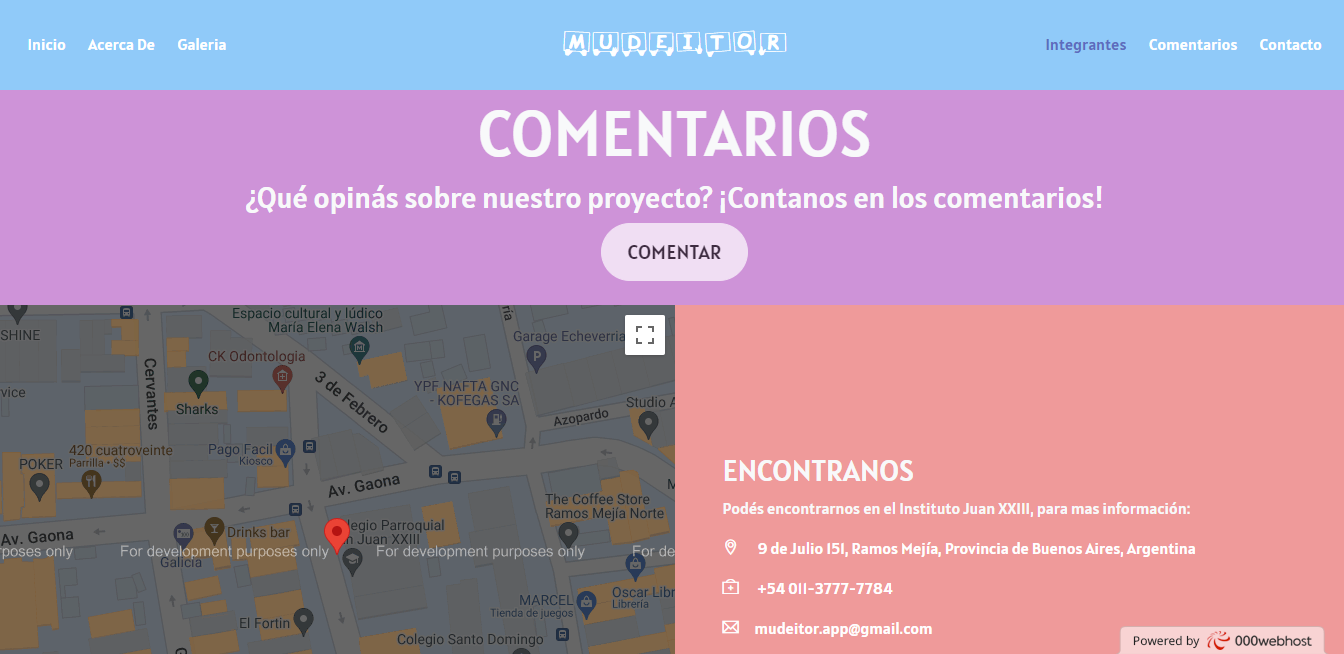 Inicio
Acerca De
Galeria
MUDEITOR
Integrantes
Comentarios
Contacto
COMENTARIOS
¿Qué opinás sobre nuestro proyecto? ¡Contanos en los comentarios!
COMENTAR
SHINE
Espacio cultural y lúdico
María Elena Walsh
Garage Echeverria
P
CK Odontologia
3 de Febrero
YPF NAFTA GNC
- KOFEGAS SA
Cervantes
vice
Sharks
Azopardo
Studio A
420 cuatroveinte
Parrilla • $$
Pago Facil
Kiosco
POKER
Av. Gaona
The Coffee Store
Ramos Mejía Norte
Av. Gaona
Drinks bar
legio Parroquial
n Juan XXIII
rposes only
For development purposes only
For development purposes only
For de
Galicia
MARCEL
Tienda de juegos
Oscar Libr
Librería
El Fortin
Colegio Santo Domingo
ENCONTRANOS
Podés encontrarnos en el Instituto Juan XXIII, para mas información:
9 de Julio 151, Ramos Mejía, Provincia de Buenos Aires, Argentina
+54 011-3777-7784
mudeitor.app@gmail.com
Powered by 000webhost